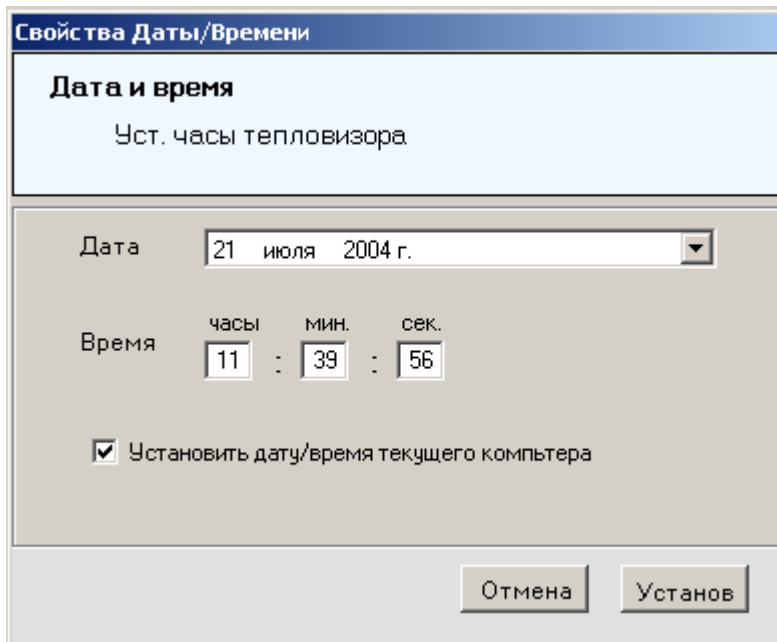 Свойства Даты/Времени
Дата и время
Уст. часы тепловизора
Дата 21 июля 2004 г.
часы мин. сек.
Время 11 : 39 : 56
Установить дату/время текущего компьтера
Отмена Установ